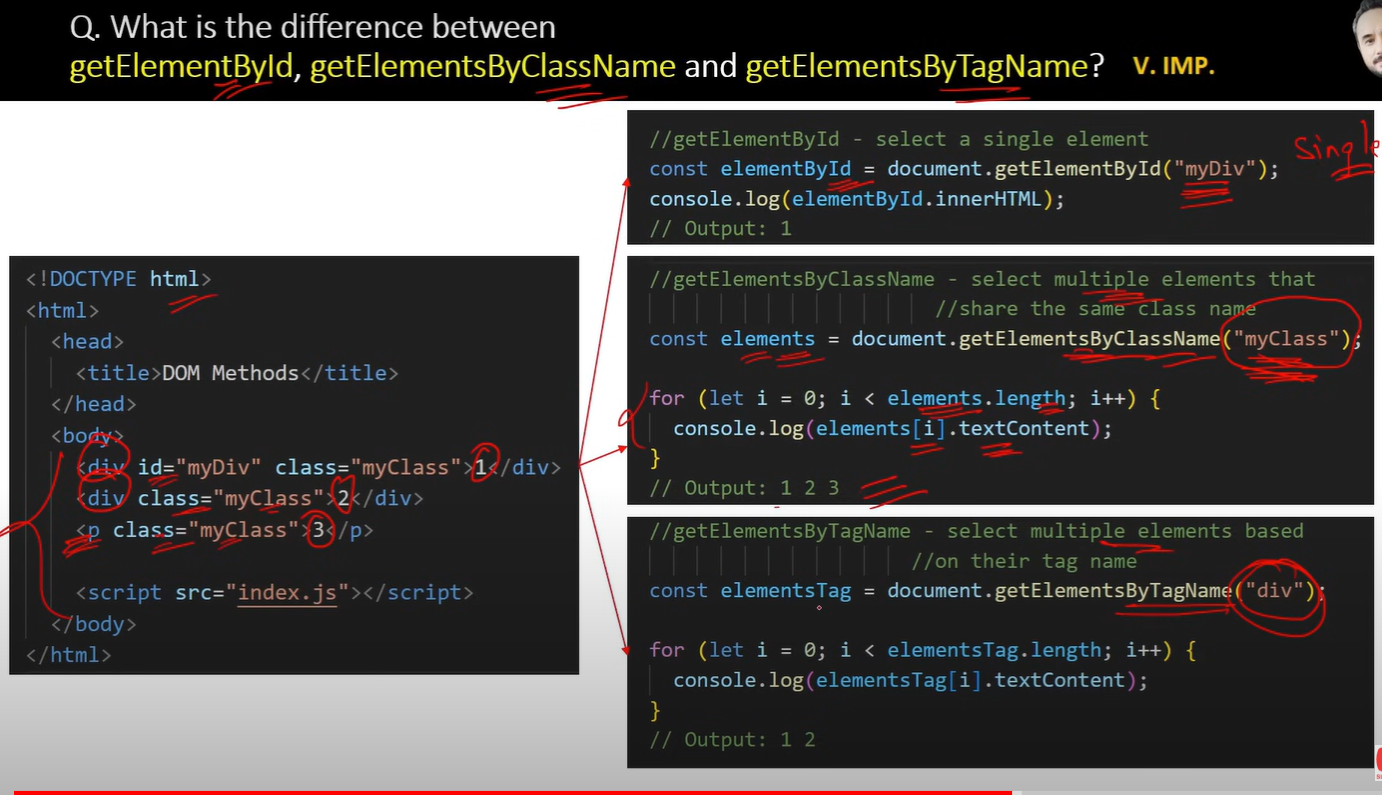 Q. What is the difference between
getElementById, getElementsByClassName and getElementsByTagName? V. IMP.
//getElementById - select a single element
const elementById = document.getElementById("myDiv");
console.log(elementById.innerHTML);
// Output: 1
Single
<!DOCTYPE html>
<html>
<head>
<title>DOM Methods</title>
</head>
<body>
<div id="myDiv" class="myClass">1</div>
<div class="myClass">2</div>
<p class="myClass">3</p>
<script src="index.js"></script>
</body>
</html>
//getElementsByClassName - select multiple elements that
//share the same class name
const elements = document.getElementsByClassName("myClass");
for (let i = 0; i < elements.length; i++) {
console.log(elements[i].textContent);
}
// Output: 1 2 3
//getElementsByTagName - select multiple elements based
//on their tag name
const elementsTag = document.getElementsByTagName("div");
for (let i = 0; i < elementsTag.length; i++) {
console.log(elementsTag[i].textContent);
}
// Output: 1 2